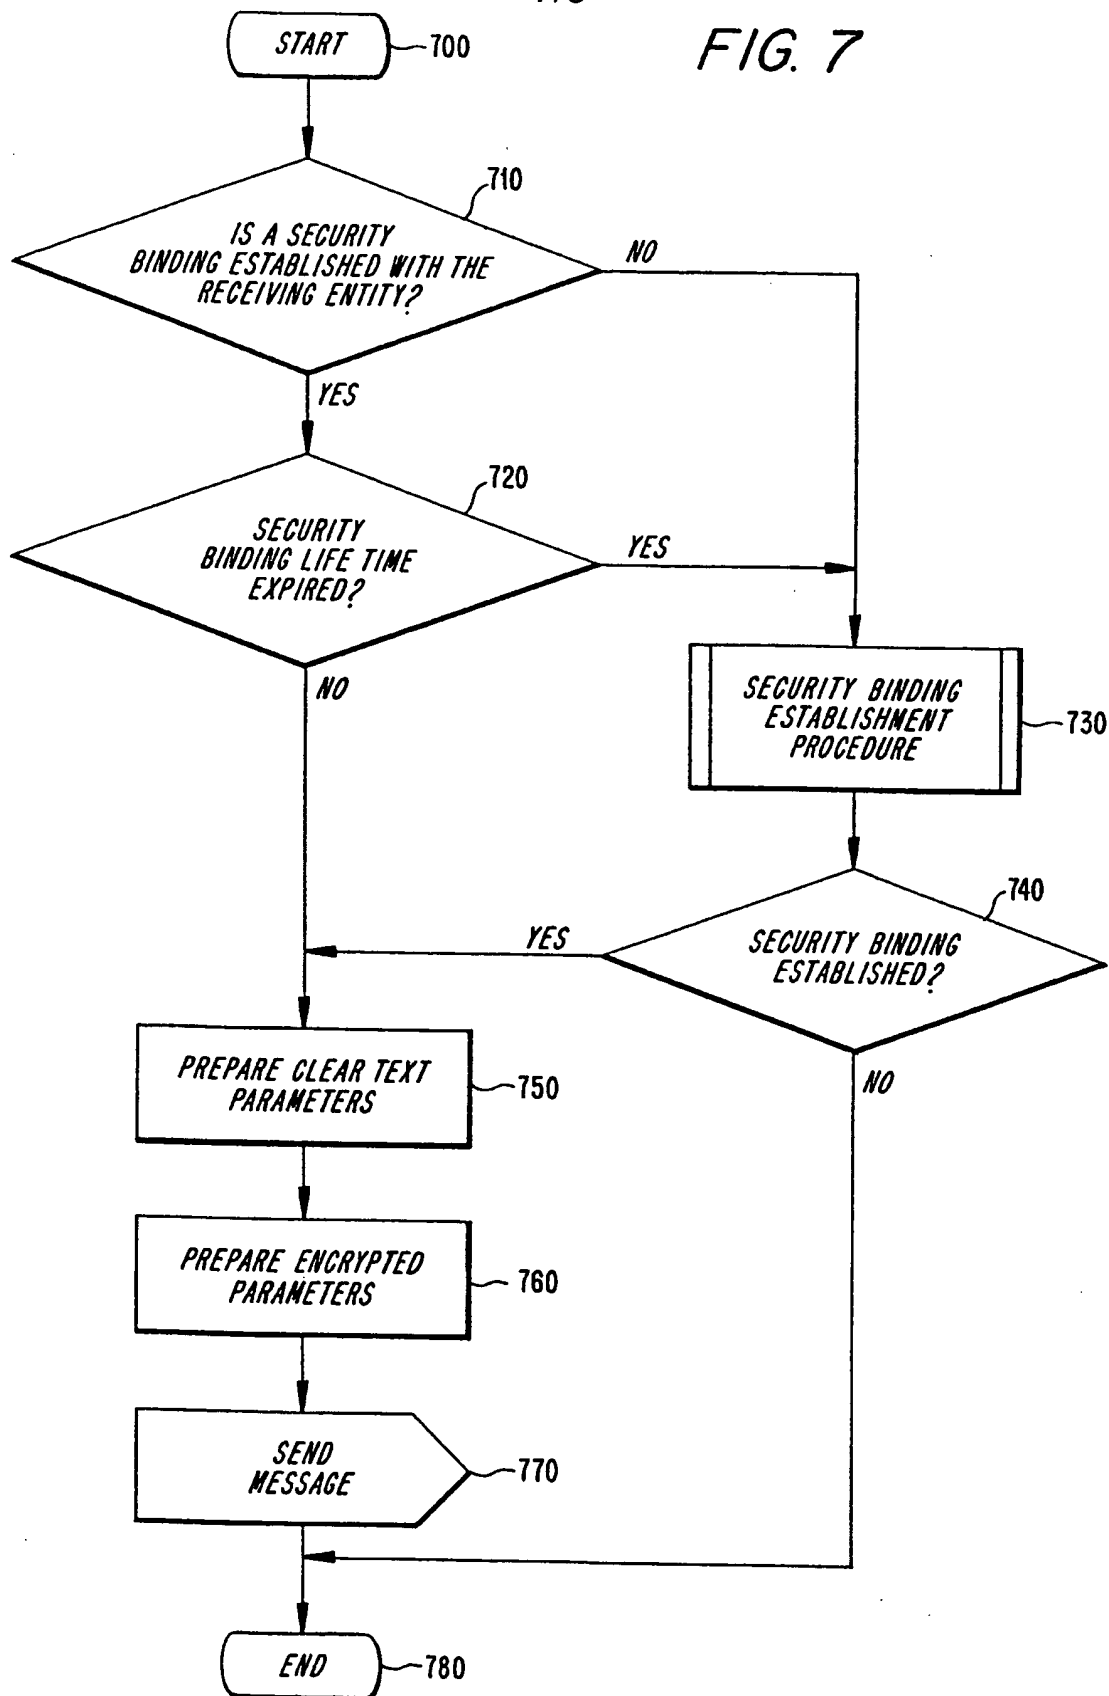 FIG. 7
START
700
710
IS A SECURITY
BINDING ESTABLISHED WITH THE
RECEIVING ENTITY?
NO
YES
720
SECURITY
BINDING LIFE TIME
EXPIRED?
YES
NO
SECURITY BINDING
ESTABLISHMENT
PROCEDURE
730
740
SECURITY BINDING
ESTABLISHED?
YES
NO
PREPARE CLEAR TEXT
PARAMETERS
750
PREPARE ENCRYPTED
PARAMETERS
760
SEND
MESSAGE
770
END
780